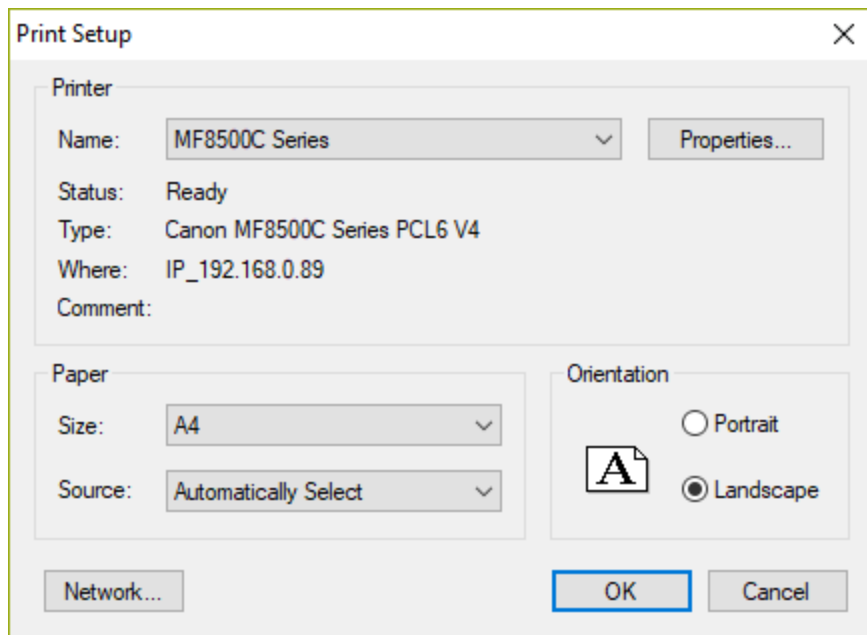 Print Setup
Printer
Name: MF8500C Series Properties...
Status: Ready
Type: Canon MF8500C Series PCL6 V4
Where: IP_192.168.0.89
Comment:
Paper
Size: A4
Source: Automatically Select
Orientation
Portrait
A
Landscape
Network... OK Cancel